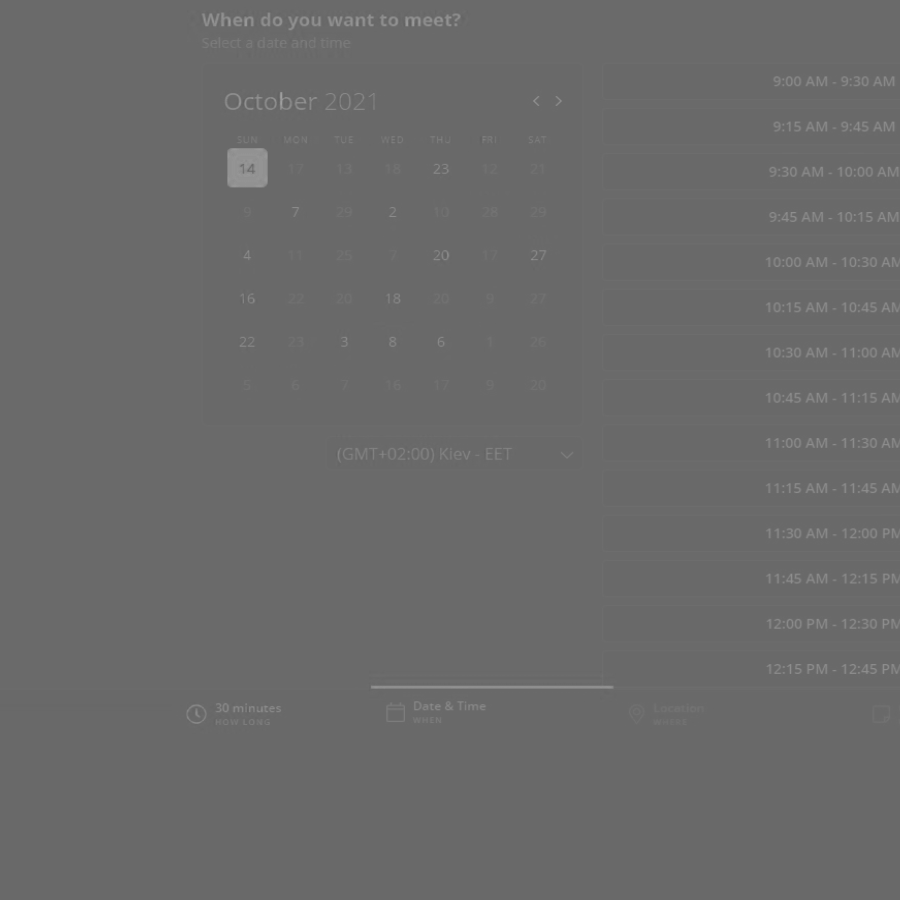 When do you want to meet?
Select a date and time
October 2021
SUN MON TUE WED THU FRI SAT
14 17 13 18 23 12 21
9 7 29 2 10 28 29
4 11 25 7 20 17 27
16 22 20 18 20 9 27
22 23 3 8 6 1 26
5 6 7 16 17 9 20
(GMT+02:00) Kiev - EET
9:00 AM - 9:30 AM
9:15 AM - 9:45 AM
9:30 AM - 10:00 AM
9:45 AM - 10:15 AM
10:00 AM - 10:30 AM
10:15 AM - 10:45 AM
10:30 AM - 11:00 AM
10:45 AM - 11:15 AM
11:00 AM - 11:30 AM
11:15 AM - 11:45 AM
11:30 AM - 12:00 PM
11:45 AM - 12:15 PM
12:00 PM - 12:30 PM
12:15 PM - 12:45 PM
30 minutes
HOW LONG
Date & Time
WHEN
Location
WHERE